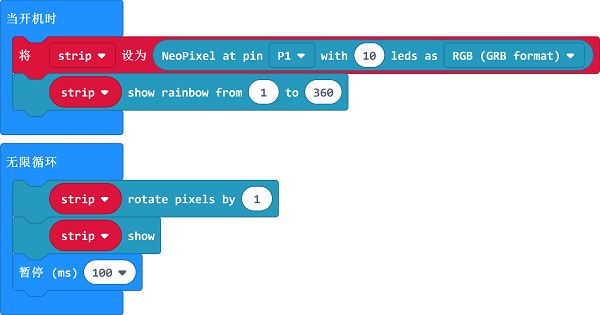 当开机时
将 strip 设为 NeoPixel at pin P1 with 10 leds as RGB (GRB format)
strip show rainbow from 1 to 360
无限循环
strip rotate pixels by 1
strip show
暂停 (ms) 100